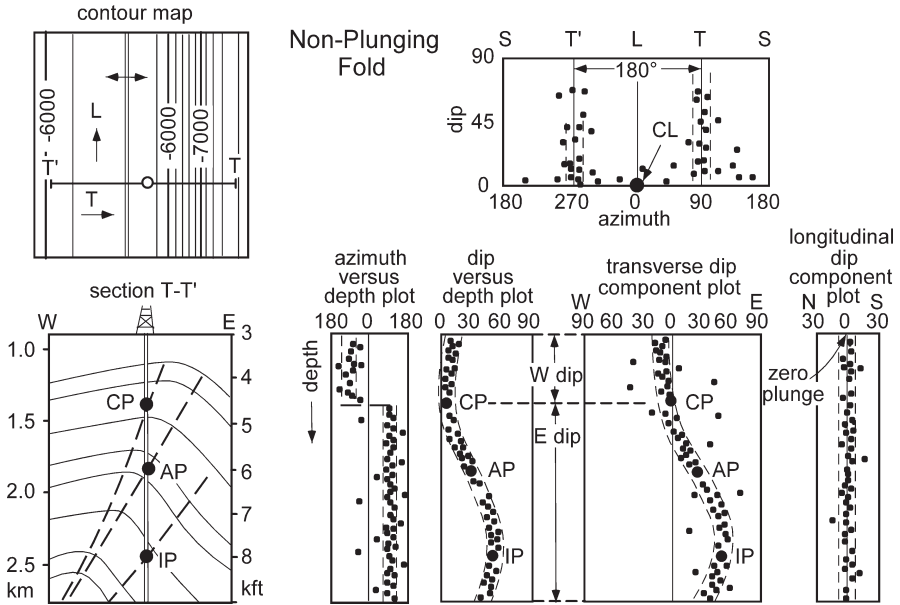 contour map
-6000
L
-6000
-7000
T'
T
T
Non-Plunging
Fold
S T' L T S
90
180°
dip
45
CL
0
180 270 0 90 180
azimuth
section T-T'
W E
3
1.0
4
CP
1.5
5
AP
6
2.0
7
IP
8
2.5
km
kft
azimuth
versus
depth plot
180 0 180
depth
dip
versus
depth plot
0 30 60 90
CP
AP
IP
W dip
E dip
transverse dip
component plot
W E
90 60 30 0 30 60 90
CP
AP
IP
longitudinal
dip
component
plot
N S
30 0 30
zero
plunge